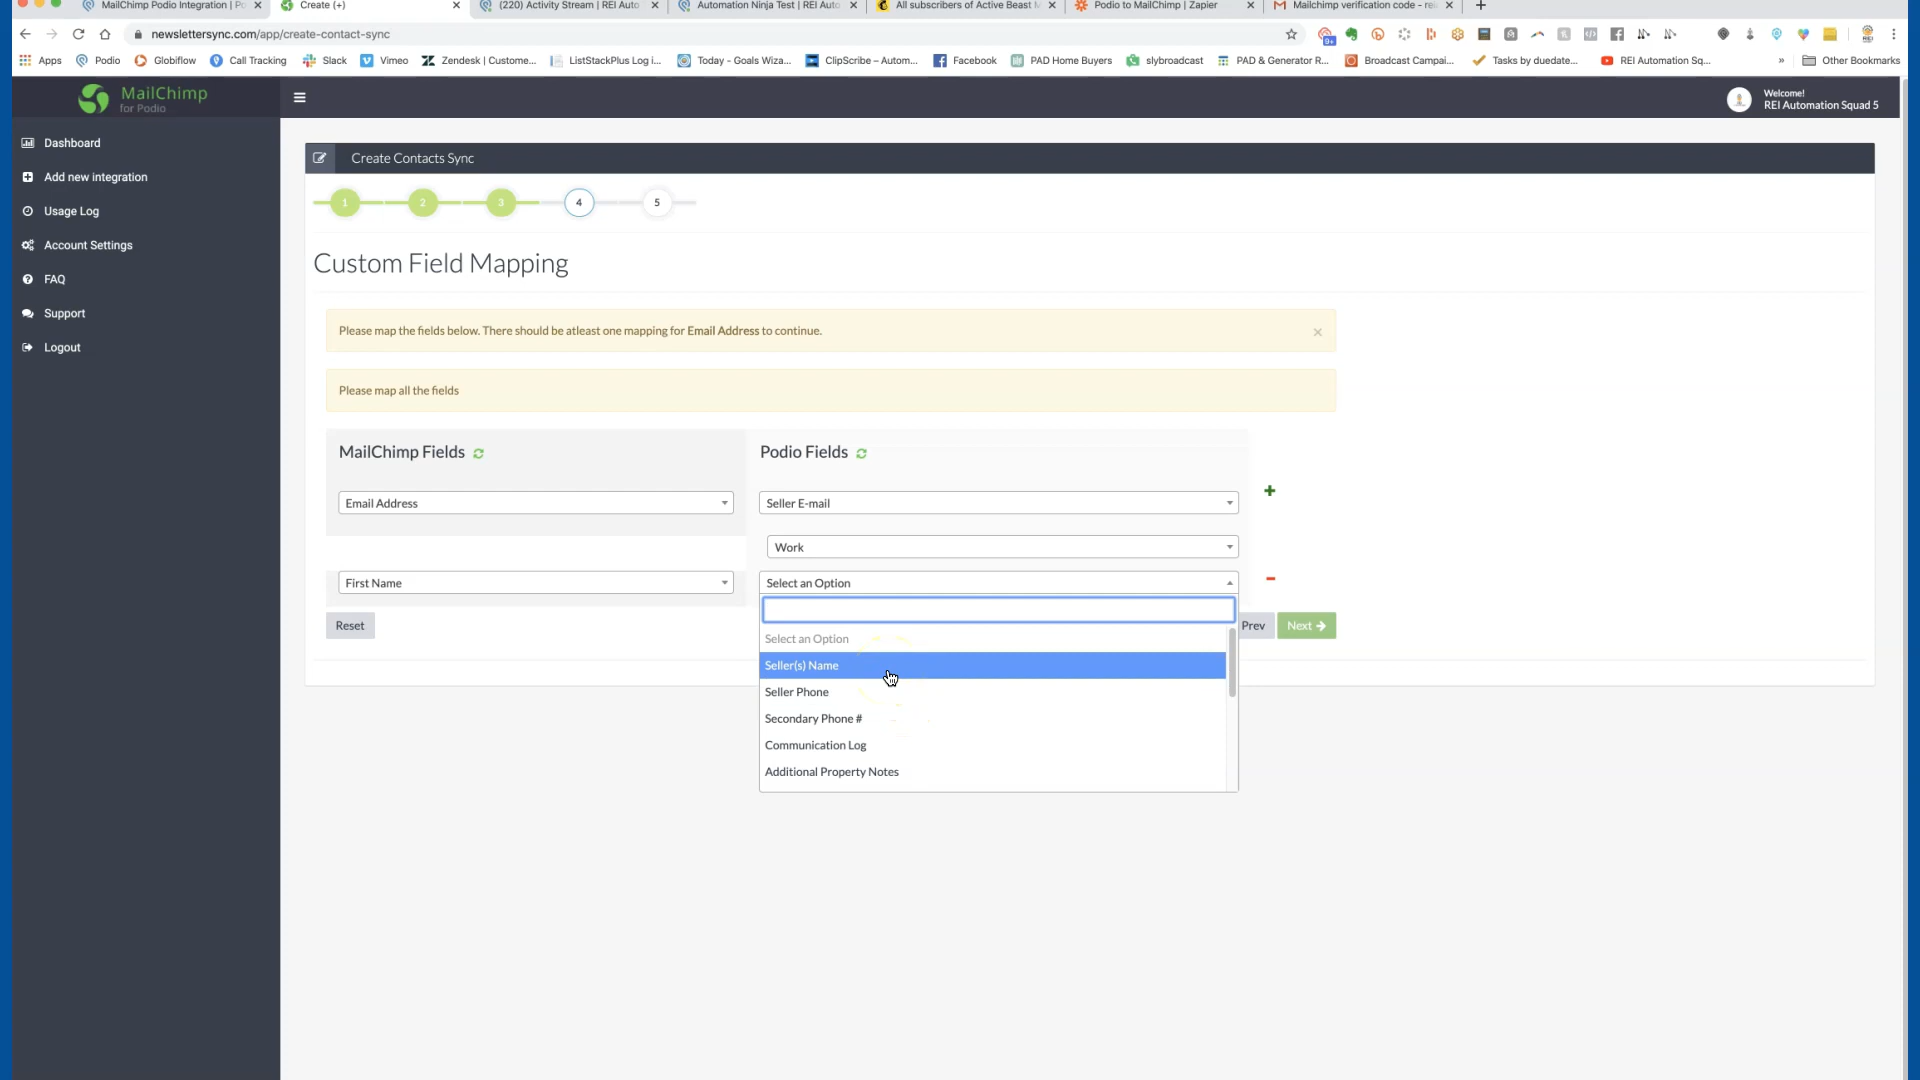 MailChimp Podio Integration | Po
Create (+)
(220) Activity Stream | REI Auto
Automation Ninja Test | REI Auto
All subscribers of Active Beast M
Podio to MailChimp | Zapier
Mailchimp verification code - rei
newslettersync.com/app/create-contact-sync
9+
Apps
Podio
Globiflow
Call Tracking
Slack
Vimeo
Zendesk | Custome...
ListStackPlus Log i...
Today - Goals Wiza...
ClipScribe – Autom...
Facebook
PAD Home Buyers
slybroadcast
PAD & Generator R...
Broadcast Campai...
Tasks by duedate...
REI Automation Sq...
»
Other Bookmarks
MailChimp
for Podio
Welcome!
REI Automation Squad 5
Dashboard
Add new integration
Usage Log
Account Settings
FAQ
Support
Logout
Create Contacts Sync
1 2 3 4 5
Custom Field Mapping
Please map the fields below. There should be atleast one mapping for Email Address to continue.
Please map all the fields
MailChimp Fields
Podio Fields
Email Address
Seller E-mail
Work
First Name
Select an Option
Reset
Prev
Next
Select an Option
Seller(s) Name
Seller Phone
Secondary Phone #
Communication Log
Additional Property Notes